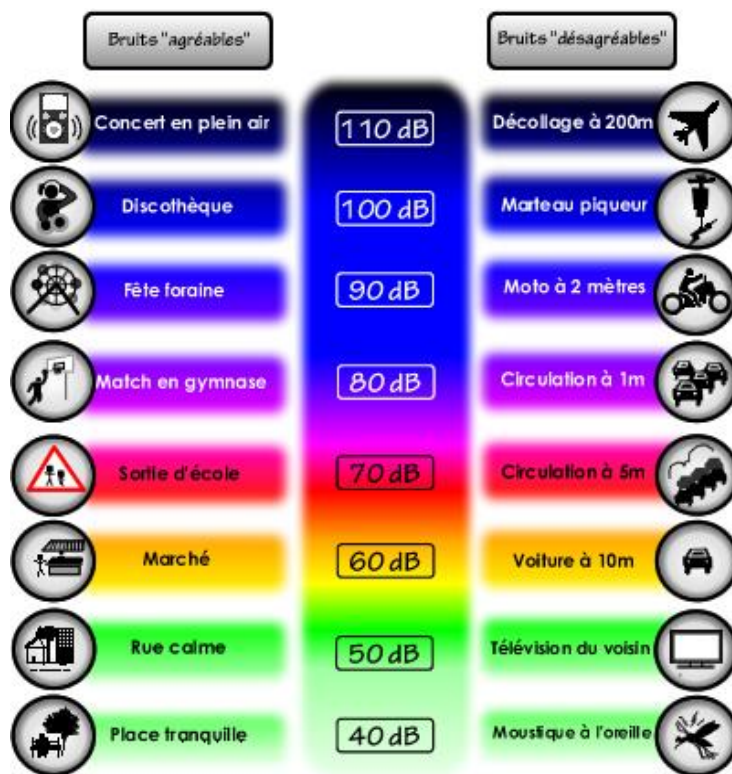 Bruits "agréables"
Bruits "désagréables"
Concert en plein air
110 dB
Décollage à 200m
Discothèque
100 dB
Marteau piqueur
Fête foraine
90 dB
Moto à 2 mètres
Match en gymnase
80 dB
Circulation à 1m
Sortie d'école
70 dB
Circulation à 5m
Marché
60 dB
Voiture à 10m
Rue calme
50 dB
Télévision du voisin
Place tranquille
40 dB
Moustique à l'oreille